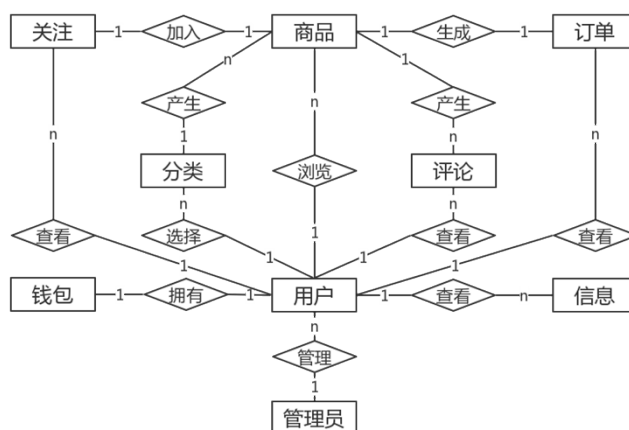 关注 1 加入 1 商品 1 生成 1 订单
n 1
产生 n 产生
1 n
n n
分类 浏览 评论
n n
1
查看 选择 查看 查看
1 1 1 1
钱包 1 拥有 1 用户 1 查看 n 信息
n
管理
1
管理员